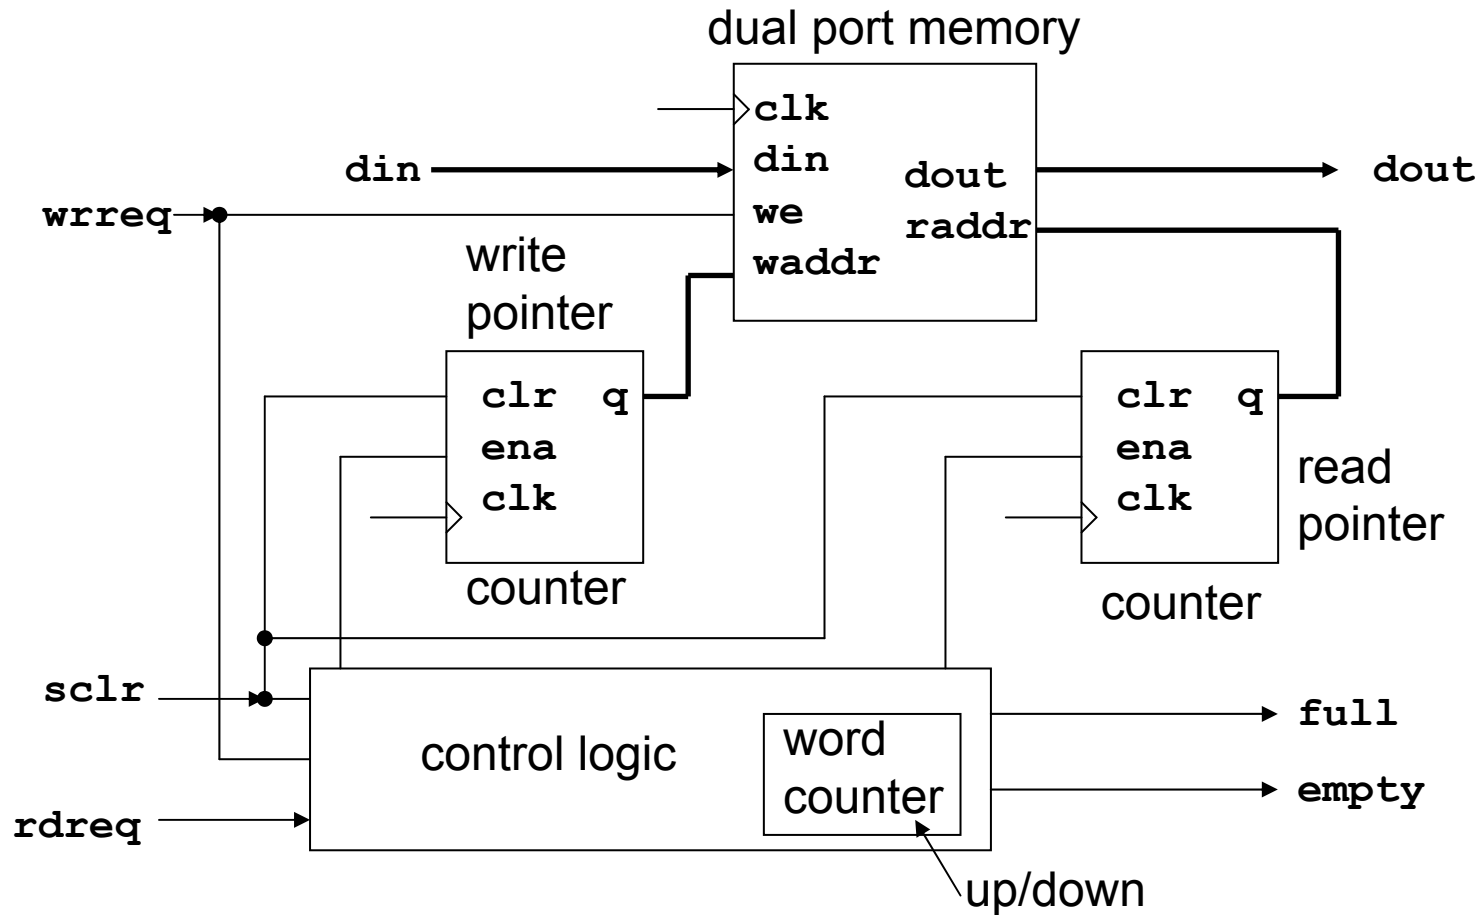 dual port memory
clk
din
din
dout
dout
wrreq
we
raddr
waddr
write
pointer
clr q
ena
clk
counter
clr q
ena
clk
read
pointer
counter
sclr
control logic
word
counter
full
empty
rdreq
up/down